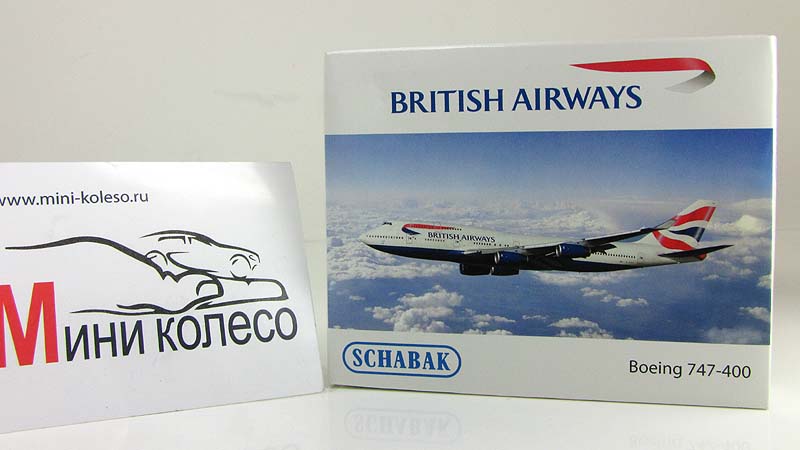 www.mini-koleso.ru
Мини колесо
BRITISH AIRWAYS
BRITISH AIRWAYS
SCHABAK
Boeing 747-400